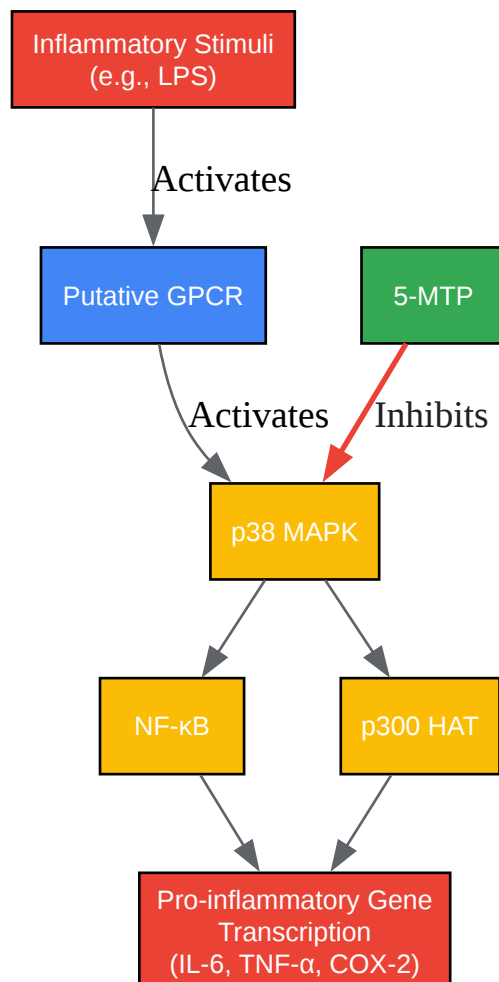 Inflammatory Stimuli
(e.g., LPS)
Activates
Putative GPCR
5-MTP
Activates
Inhibits
p38 MAPK
NF-κB
p300 HAT
Pro-inflammatory Gene
Transcription
(IL-6, TNF-α, COX-2)